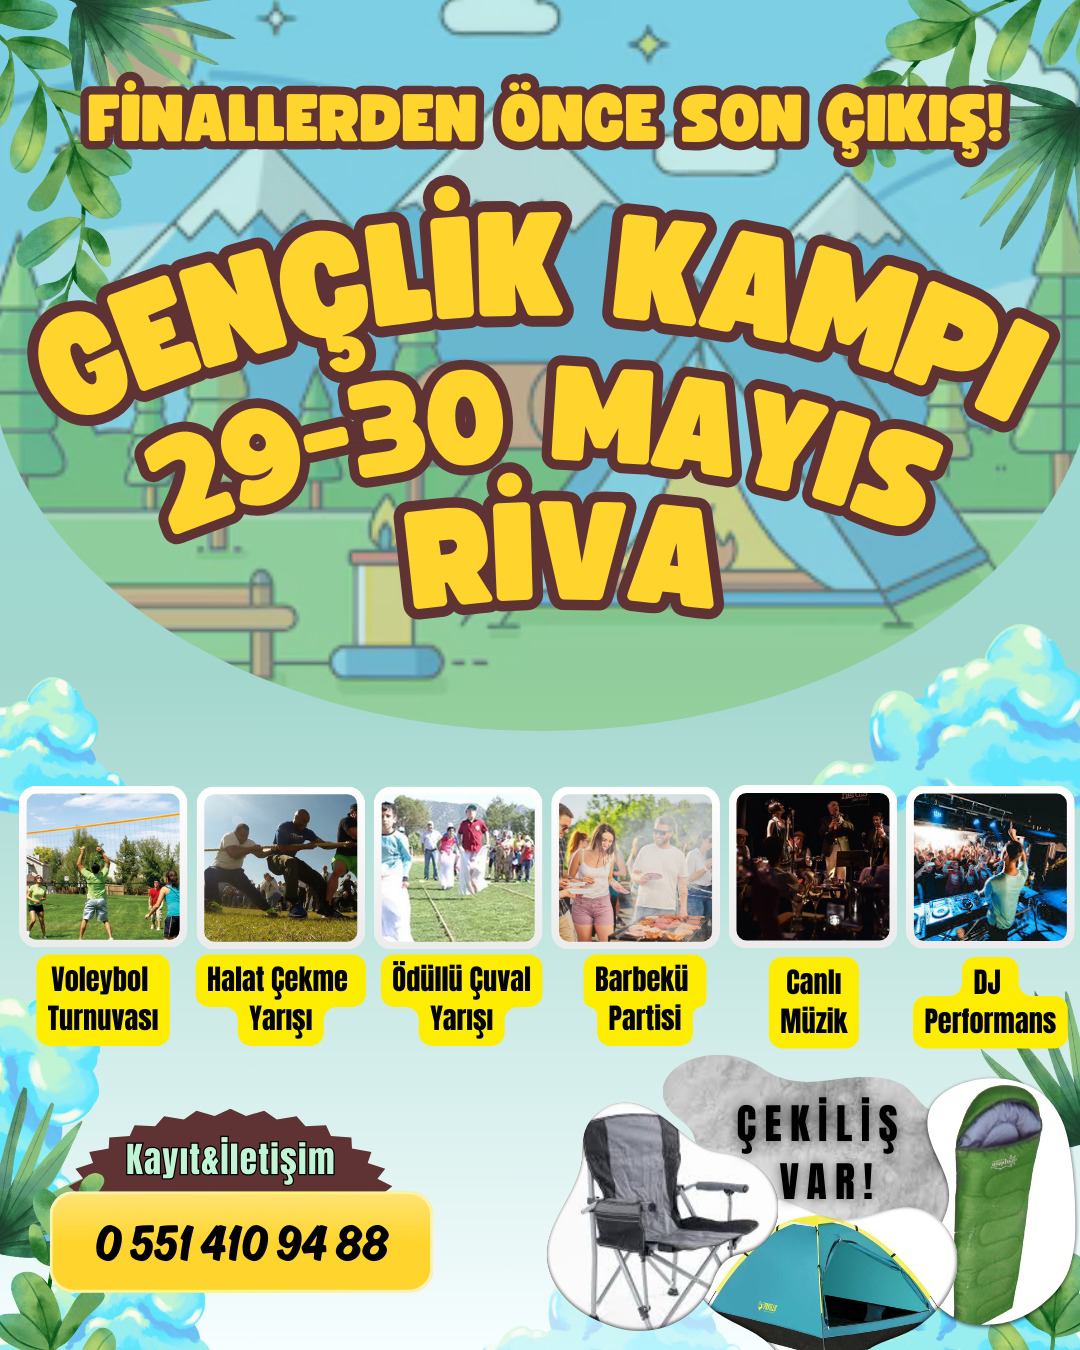 FİNALLERDEN ÖNCE SON ÇIKIŞ!
GENÇLİK KAMPI
29-30 MAYIS
RİVA
Voleybol
Turnuvası
Halat Çekme
Yarışı
Ödüllü Çuval
Yarışı
Barbekü
Partisi
Canlı
Müzik
DJ
Performans
Kayıt&İletişim
0 551 410 94 88
ÇEKİLİŞ
VAR!